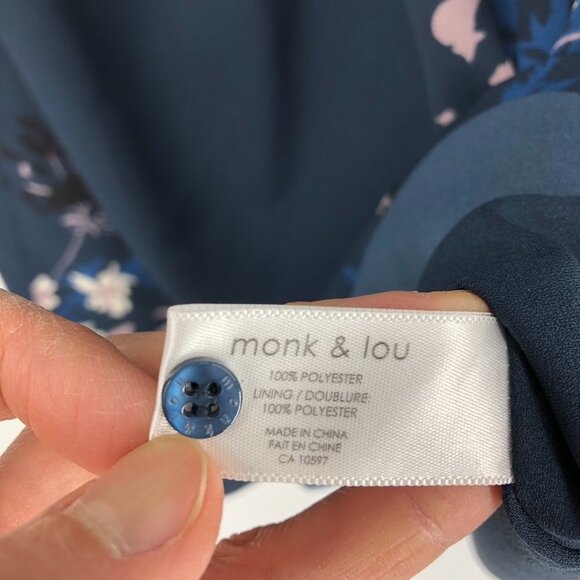 monk & lou
100% POLYESTER
LINING / DOUBLURE:
100% POLYESTER
MADE IN CHINA
FAIT EN CHINE
CA 10597